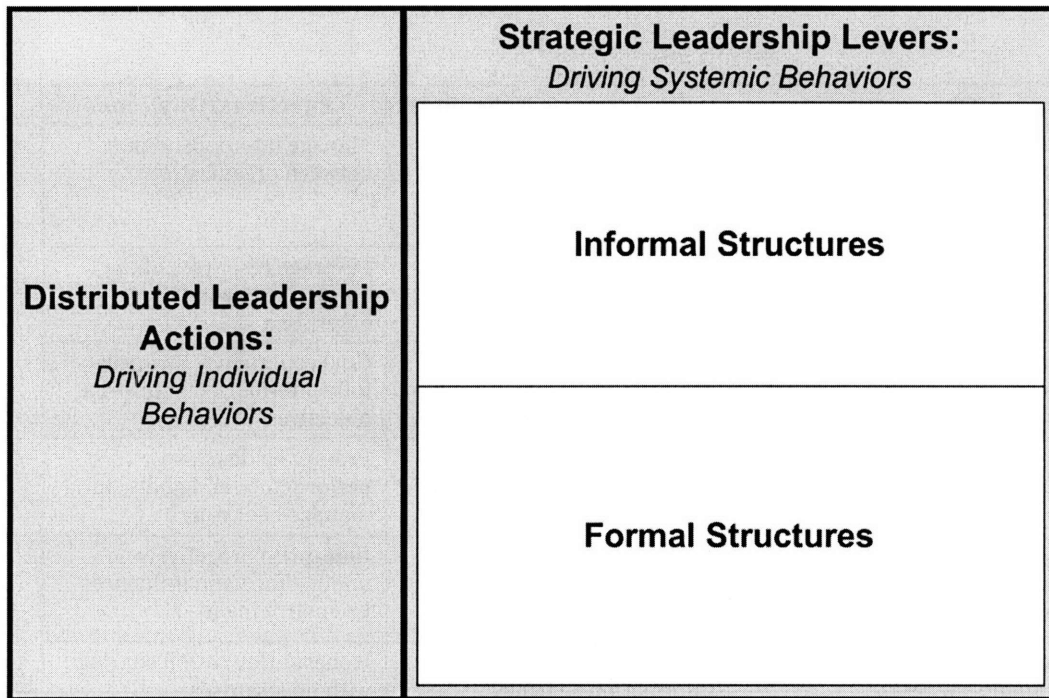 Strategic Leadership Levers:
Driving Systemic Behaviors
Informal Structures
Distributed Leadership
Actions:
Driving Individual
Behaviors
Formal Structures